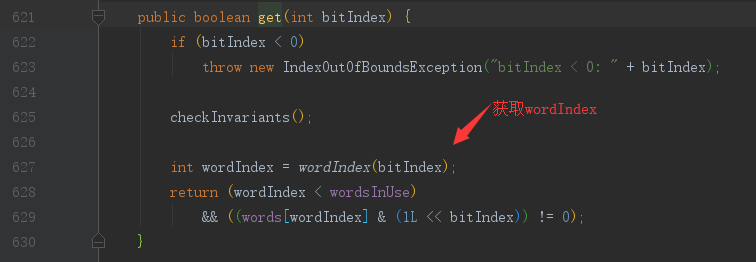 621 public boolean get(int bitIndex) {
622 if (bitIndex < 0)
623 throw new IndexOutOfBoundsException("bitIndex < 0: " + bitIndex);
624
625 checkInvariants();
获取wordIndex
626
627 int wordIndex = wordIndex(bitIndex);
628 return (wordIndex < wordsInUse)
629 && ((words[wordIndex] & (1L << bitIndex)) != 0);
630 }